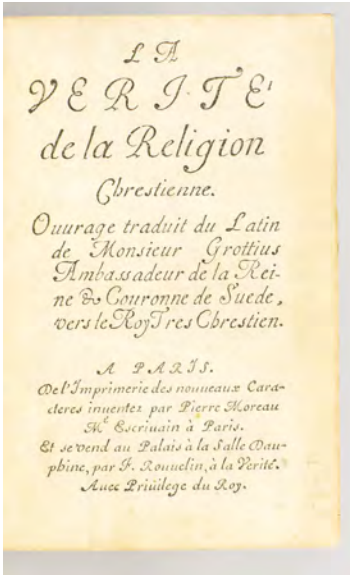 LA
VERITÉ
de la Religion
Chrestienne.
Ouurage traduit du Latin
de Monsieur Grottius
Ambassadeur de la Rei-
ne & Couronne de Suede,
vers le Roy Tres Chrestien.
A PARIS.
De l'Imprimerie des nouueaux Cara-
cteres inuentez par Pierre Moreau
Mᵉ Escriuain à Paris.
Et se vend au Palais à la Salle Dau-
phine, par F. Rouuelin, à la Verité.
Auec Priuilege du Roy.